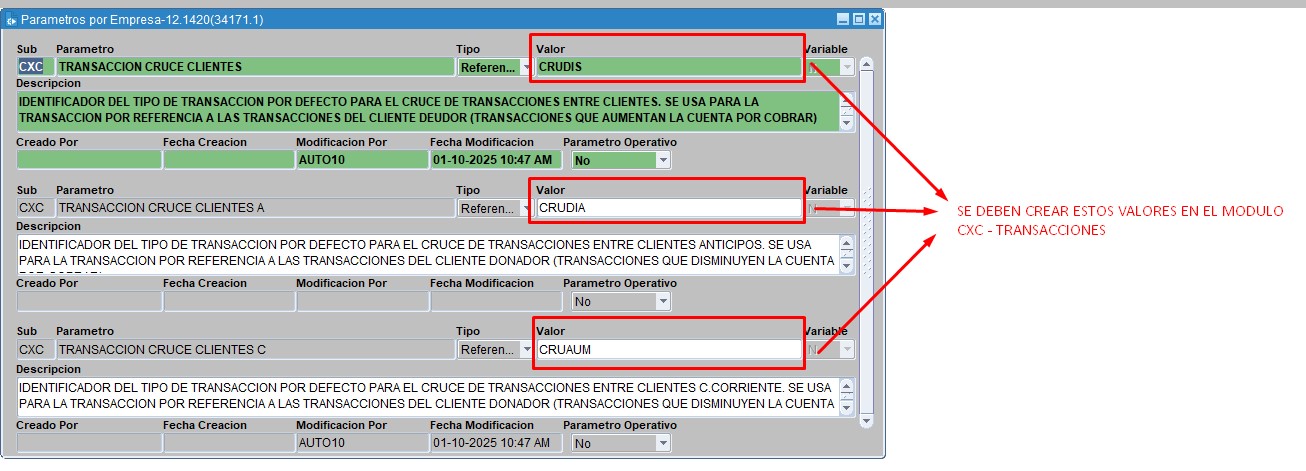 Parametros por Empresa-12.1420(34171.1)
Sub Parametro Tipo Valor Variable
CXC TRANSACCION CRUCE CLIENTES Referen... CRUDIS
Descripcion
IDENTIFICADOR DEL TIPO DE TRANSACCION POR DEFECTO PARA EL CRUCE DE TRANSACCIONES ENTRE CLIENTES. SE USA PARA LA
TRANSACCION POR REFERENCIA A LAS TRANSACCIONES DEL CLIENTE DEUDOR (TRANSACCIONES QUE AUMENTAN LA CUENTA POR COBRAR)
Creado Por Fecha Creacion Modificacion Por Fecha Modificacion Parametro Operativo
AUTO10 01-10-2025 10:47 AM No
Sub Parametro Tipo Valor Variable
CXC TRANSACCION CRUCE CLIENTES A Referen... CRUDIA N
SE DEBEN CREAR ESTOS VALORES EN EL MODULO
CXC - TRANSACCIONES
Descripcion
IDENTIFICADOR DEL TIPO DE TRANSACCION POR DEFECTO PARA EL CRUCE DE TRANSACCIONES ENTRE CLIENTES ANTICIPOS. SE USA
PARA LA TRANSACCION POR REFERENCIA A LAS TRANSACCIONES DEL CLIENTE DONADOR (TRANSACCIONES QUE DISMINUYEN LA CUENTA
Creado Por Fecha Creacion Modificacion Por Fecha Modificacion Parametro Operativo
No
Sub Parametro Tipo Valor Variable
CXC TRANSACCION CRUCE CLIENTES C Referen... CRUAUM N
Descripcion
IDENTIFICADOR DEL TIPO DE TRANSACCION POR DEFECTO PARA EL CRUCE DE TRANSACCIONES ENTRE CLIENTES C.CORRIENTE. SE USA
PARA LA TRANSACCION POR REFERENCIA A LAS TRANSACCIONES DEL CLIENTE DONADOR (TRANSACCIONES QUE DISMINUYEN LA CUENTA
Creado Por Fecha Creacion Modificacion Por Fecha Modificacion Parametro Operativo
AUTO10 01-10-2025 10:47 AM No